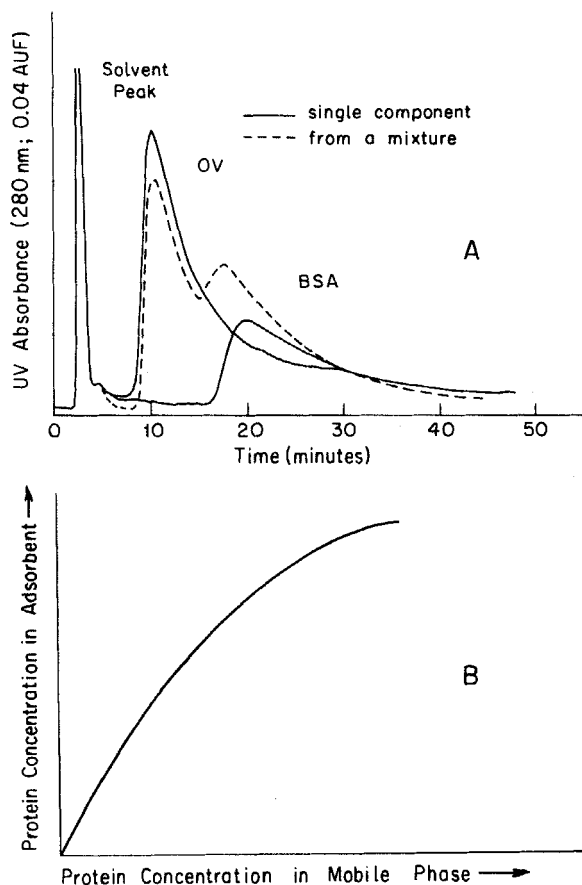 Solvent
Peak
single component
from a mixture
OV
A
BSA
UV Absorbance (280 nm; 0.04 AUF)
0 10 20 30 40 50
Time (minutes)
Protein Concentration in Adsorbent
B
Protein Concentration in Mobile Phase